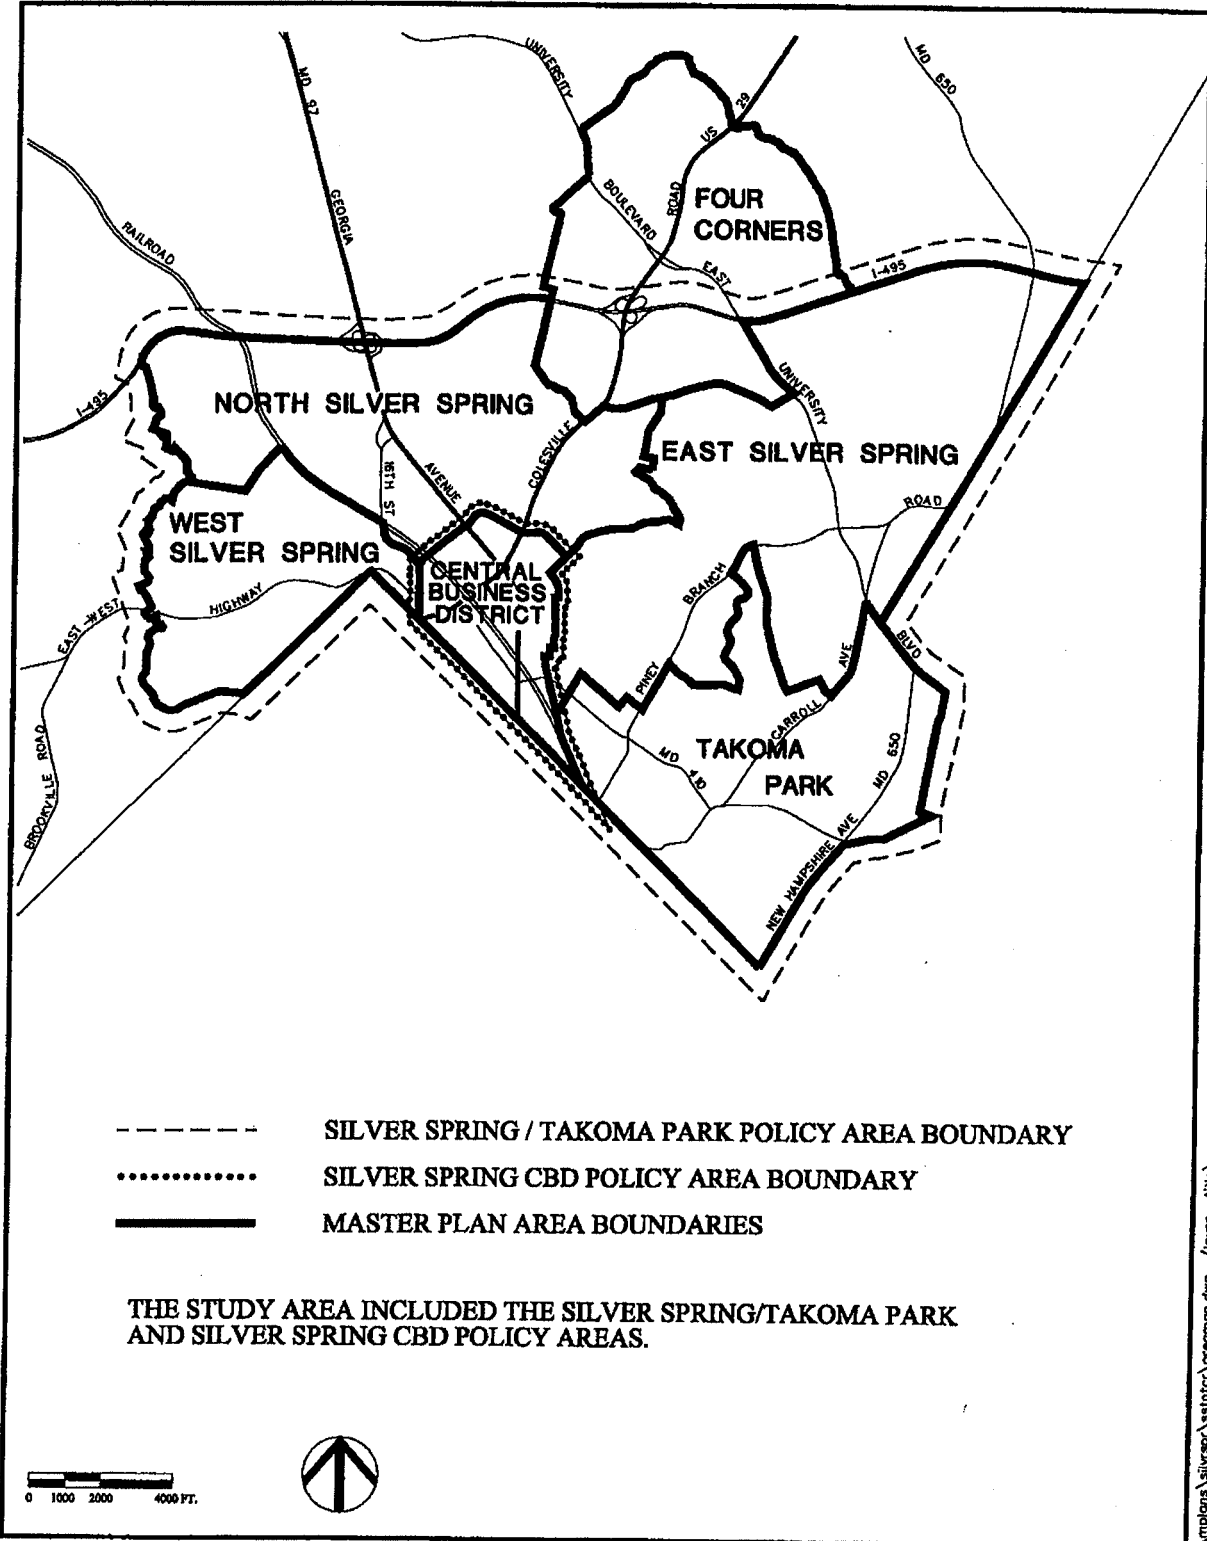 UNIVERSITY
MD 650
MD 97
US 29
BOULEVARD
ROAD
FOUR
CORNERS
GEORGIA
RAILROAD
EAST
I-495
I-495
UNIVERSITY
NORTH SILVER SPRING
COLESVILLE
EAST SILVER SPRING
16TH ST
AVENUE
ROAD
WEST
SILVER SPRING
CENTRAL
BUSINESS
DISTRICT
BRANCH
HIGHWAY
EAST-WEST
PINEY
AVE
BLVD
CARROLL
BROOKVILLE ROAD
MD 410
TAKOMA
PARK
MD 650
NEW HAMPSHIRE AVE
SILVER SPRING / TAKOMA PARK POLICY AREA BOUNDARY
SILVER SPRING CBD POLICY AREA BOUNDARY
MASTER PLAN AREA BOUNDARIES
THE STUDY AREA INCLUDED THE SILVER SPRING/TAKOMA PARK
AND SILVER SPRING CBD POLICY AREAS.
0 1000 2000 4000 FT.